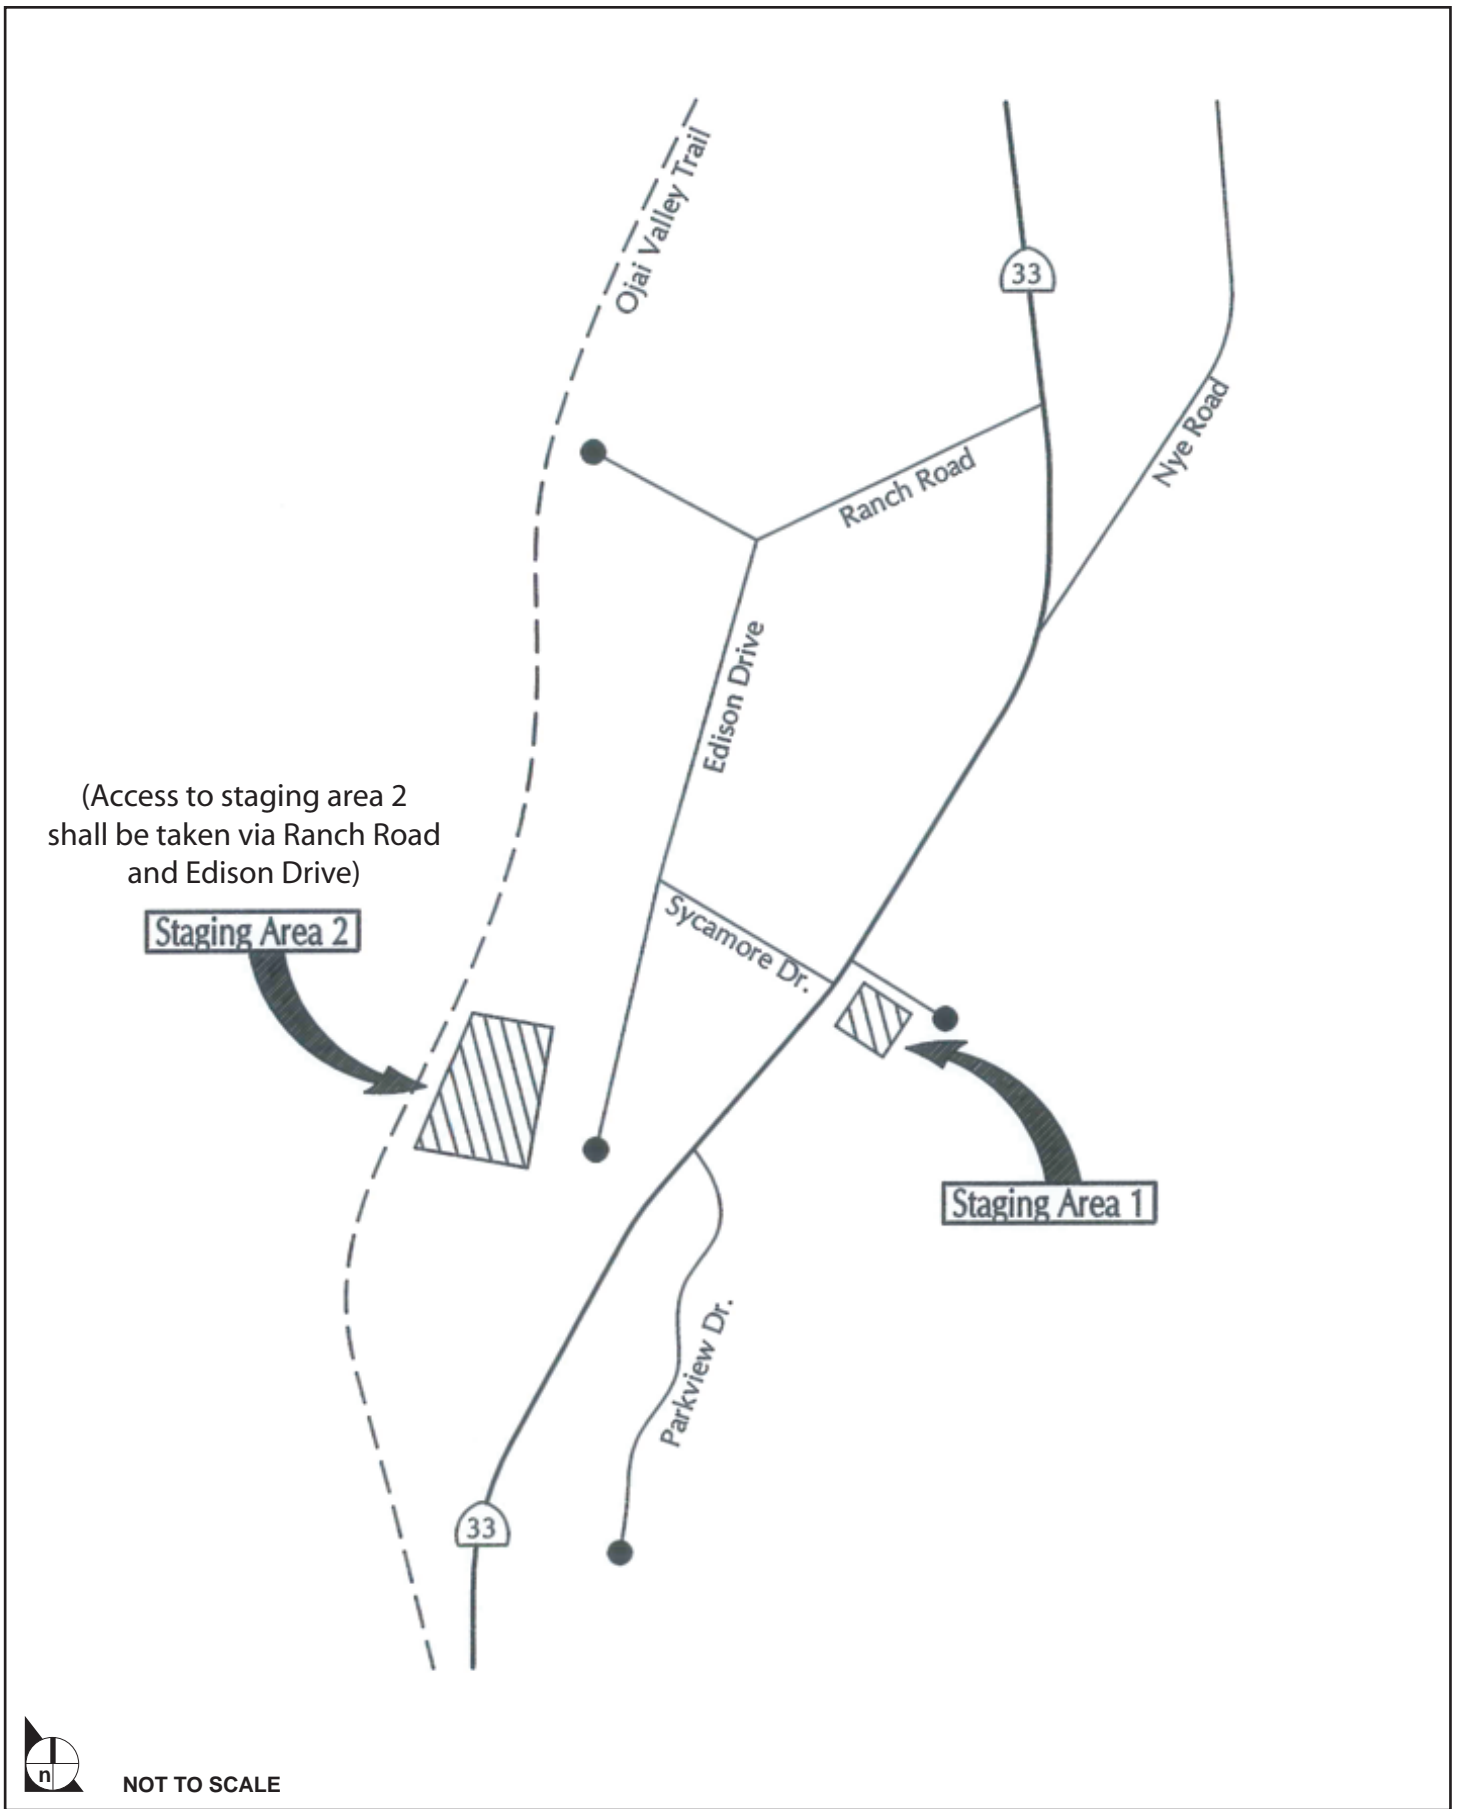 Ojai Valley Trail
33
Nye Road
Ranch Road
Edison Drive
(Access to staging area 2
shall be taken via Ranch Road
and Edison Drive)
Staging Area 2
Sycamore Dr.
Staging Area 1
Parkview Dr.
33
n
NOT TO SCALE